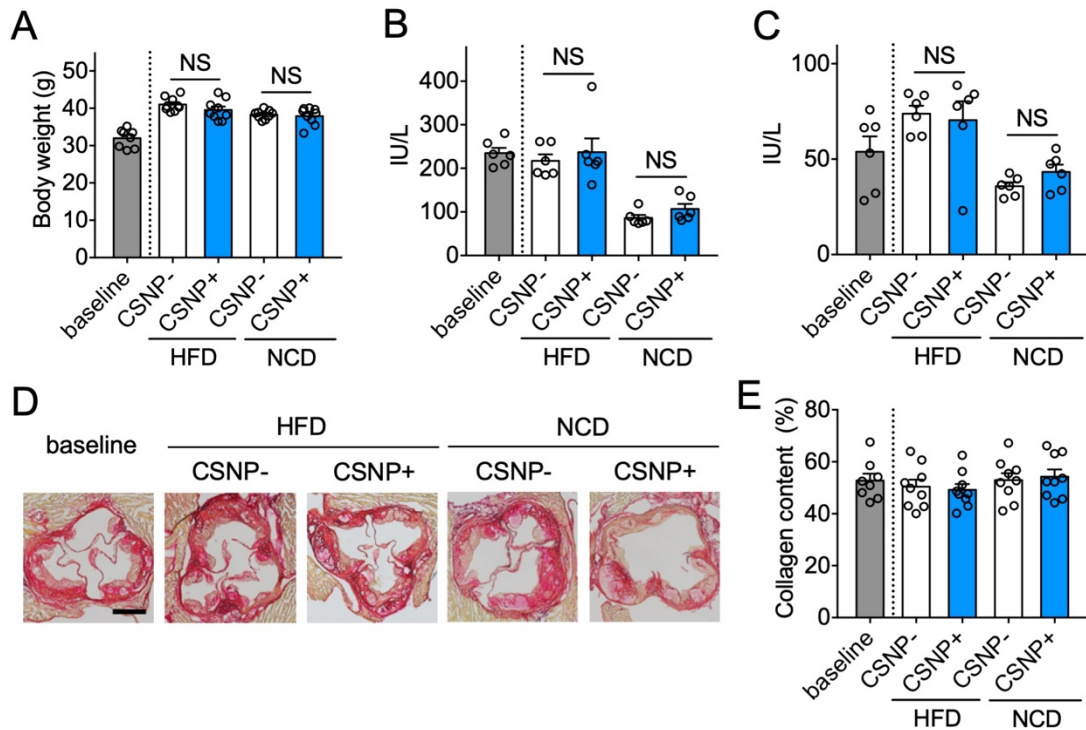 A
Body weight (g)
50
40
30
20
10
0
NS
NS
baseline
CSNP-
CSNP+
CSNP-
CSNP+
HFD
NCD
B
IU/L
400
300
200
100
0
NS
NS
baseline
CSNP-
CSNP+
CSNP-
CSNP+
HFD
NCD
C
IU/L
100
50
0
NS
NS
baseline
CSNP-
CSNP+
CSNP-
CSNP+
HFD
NCD
D
baseline
HFD
NCD
CSNP-
CSNP+
CSNP-
CSNP+
E
Collagen content (%)
80
60
40
20
0
baseline
CSNP-
CSNP+
CSNP-
CSNP+
HFD
NCD